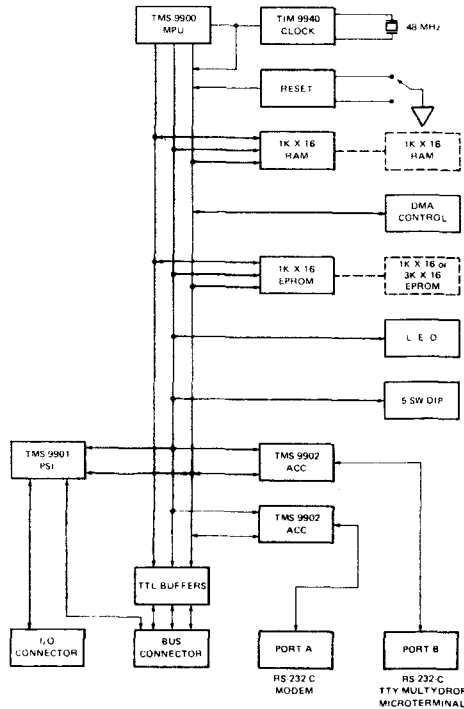 TMS 9900
MPU
TIM 9940
CLOCK
48 MHz
RESET
1K X 16
RAM
1K X 16
RAM
DMA
CONTROL
1K X 16
EPROM
1K X 16 or
3K X 16
EPROM
L E D
5 SW DIP
TMS 9901
PSI
TMS 9902
ACC
TMS 9902
ACC
TTL BUFFERS
I/O
CONNECTOR
BUS
CONNECTOR
PORT A
PORT B
RS-232 C
MODEM
RS-232-C
TTY MULTYDROP
MICROTERMINAL